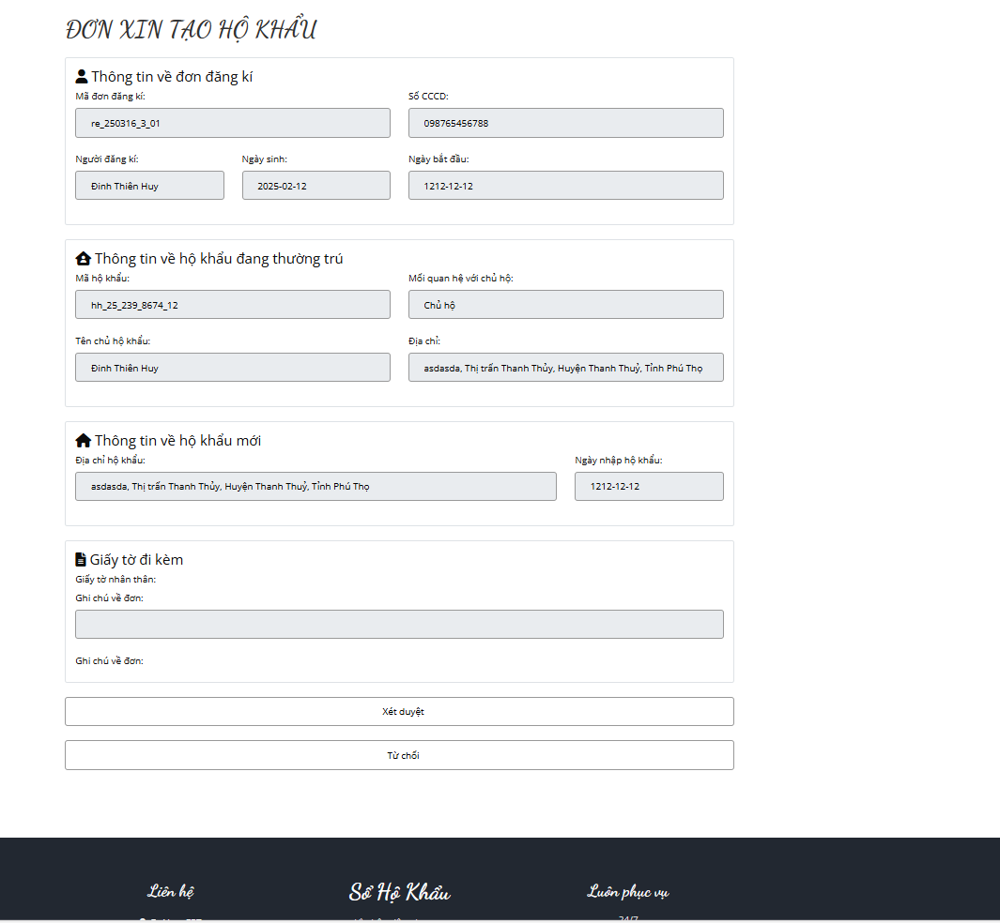 ĐƠN XIN TẠO HỘ KHẨU
Thông tin về đơn đăng kí
Mã đơn đăng kí: Số CCCD:
re_250316_3_01 098765456788
Người đăng kí: Ngày sinh: Ngày bắt đầu:
Đinh Thiên Huy 2025-02-12 1212-12-12
Thông tin về hộ khẩu đang thường trú
Mã hộ khẩu: Mối quan hệ với chủ hộ:
hh_25_239_8674_12 Chủ hộ
Tên chủ hộ khẩu: Địa chỉ:
Đinh Thiên Huy asdasda, Thị trấn Thanh Thủy, Huyện Thanh Thuỷ, Tỉnh Phú Thọ
Thông tin về hộ khẩu mới
Địa chỉ hộ khẩu: Ngày nhập hộ khẩu:
asdasda, Thị trấn Thanh Thủy, Huyện Thanh Thuỷ, Tỉnh Phú Thọ 1212-12-12
Giấy tờ đi kèm
Giấy tờ nhân thân:
Ghi chú về đơn:
Ghi chú về đơn:
Xét duyệt
Từ chối
Liên hệ Sổ Hộ Khẩu Luôn phục vụ
24/7